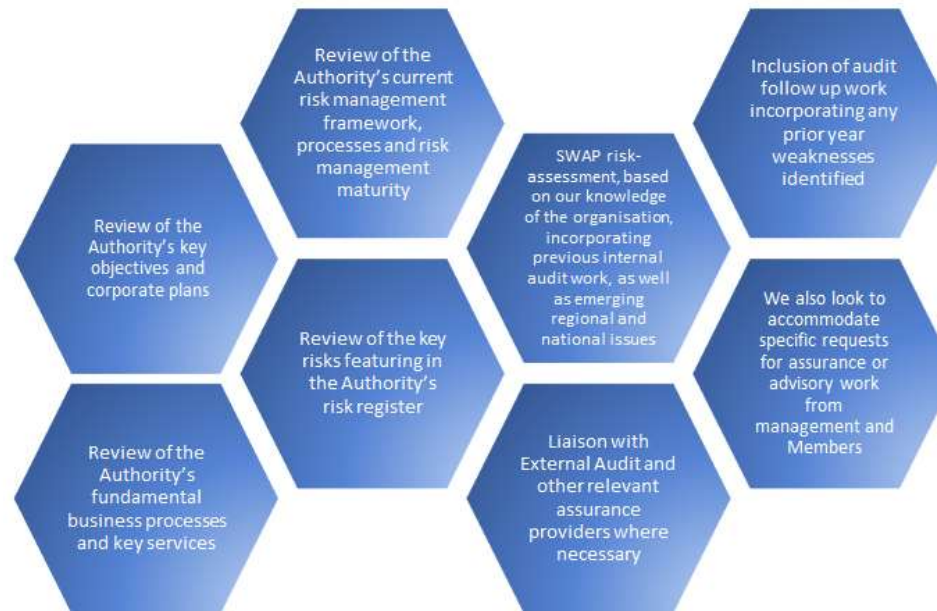 Review of the
Authority's current
risk management
framework,
processes and risk
management
maturity
Inclusion of audit
follow up work
incorporating any
prior year
weaknesses
identified
SWAP risk-
assessment, based
on our knowledge
of the organisation,
incorporating
previous internal
audit work, as well
as emerging
regional and
national issues
Review of the
Authority's key
objectives and
corporate plans
Review of the key
risks featuring in
the Authority's
risk register
We also look to
accommodate
specific requests
for assurance or
advisory work
from
management and
Members
Review of the
Authority's
fundamental
business processes
and key services
Liaison with
External Audit and
other relevant
assurance
providers where
necessary